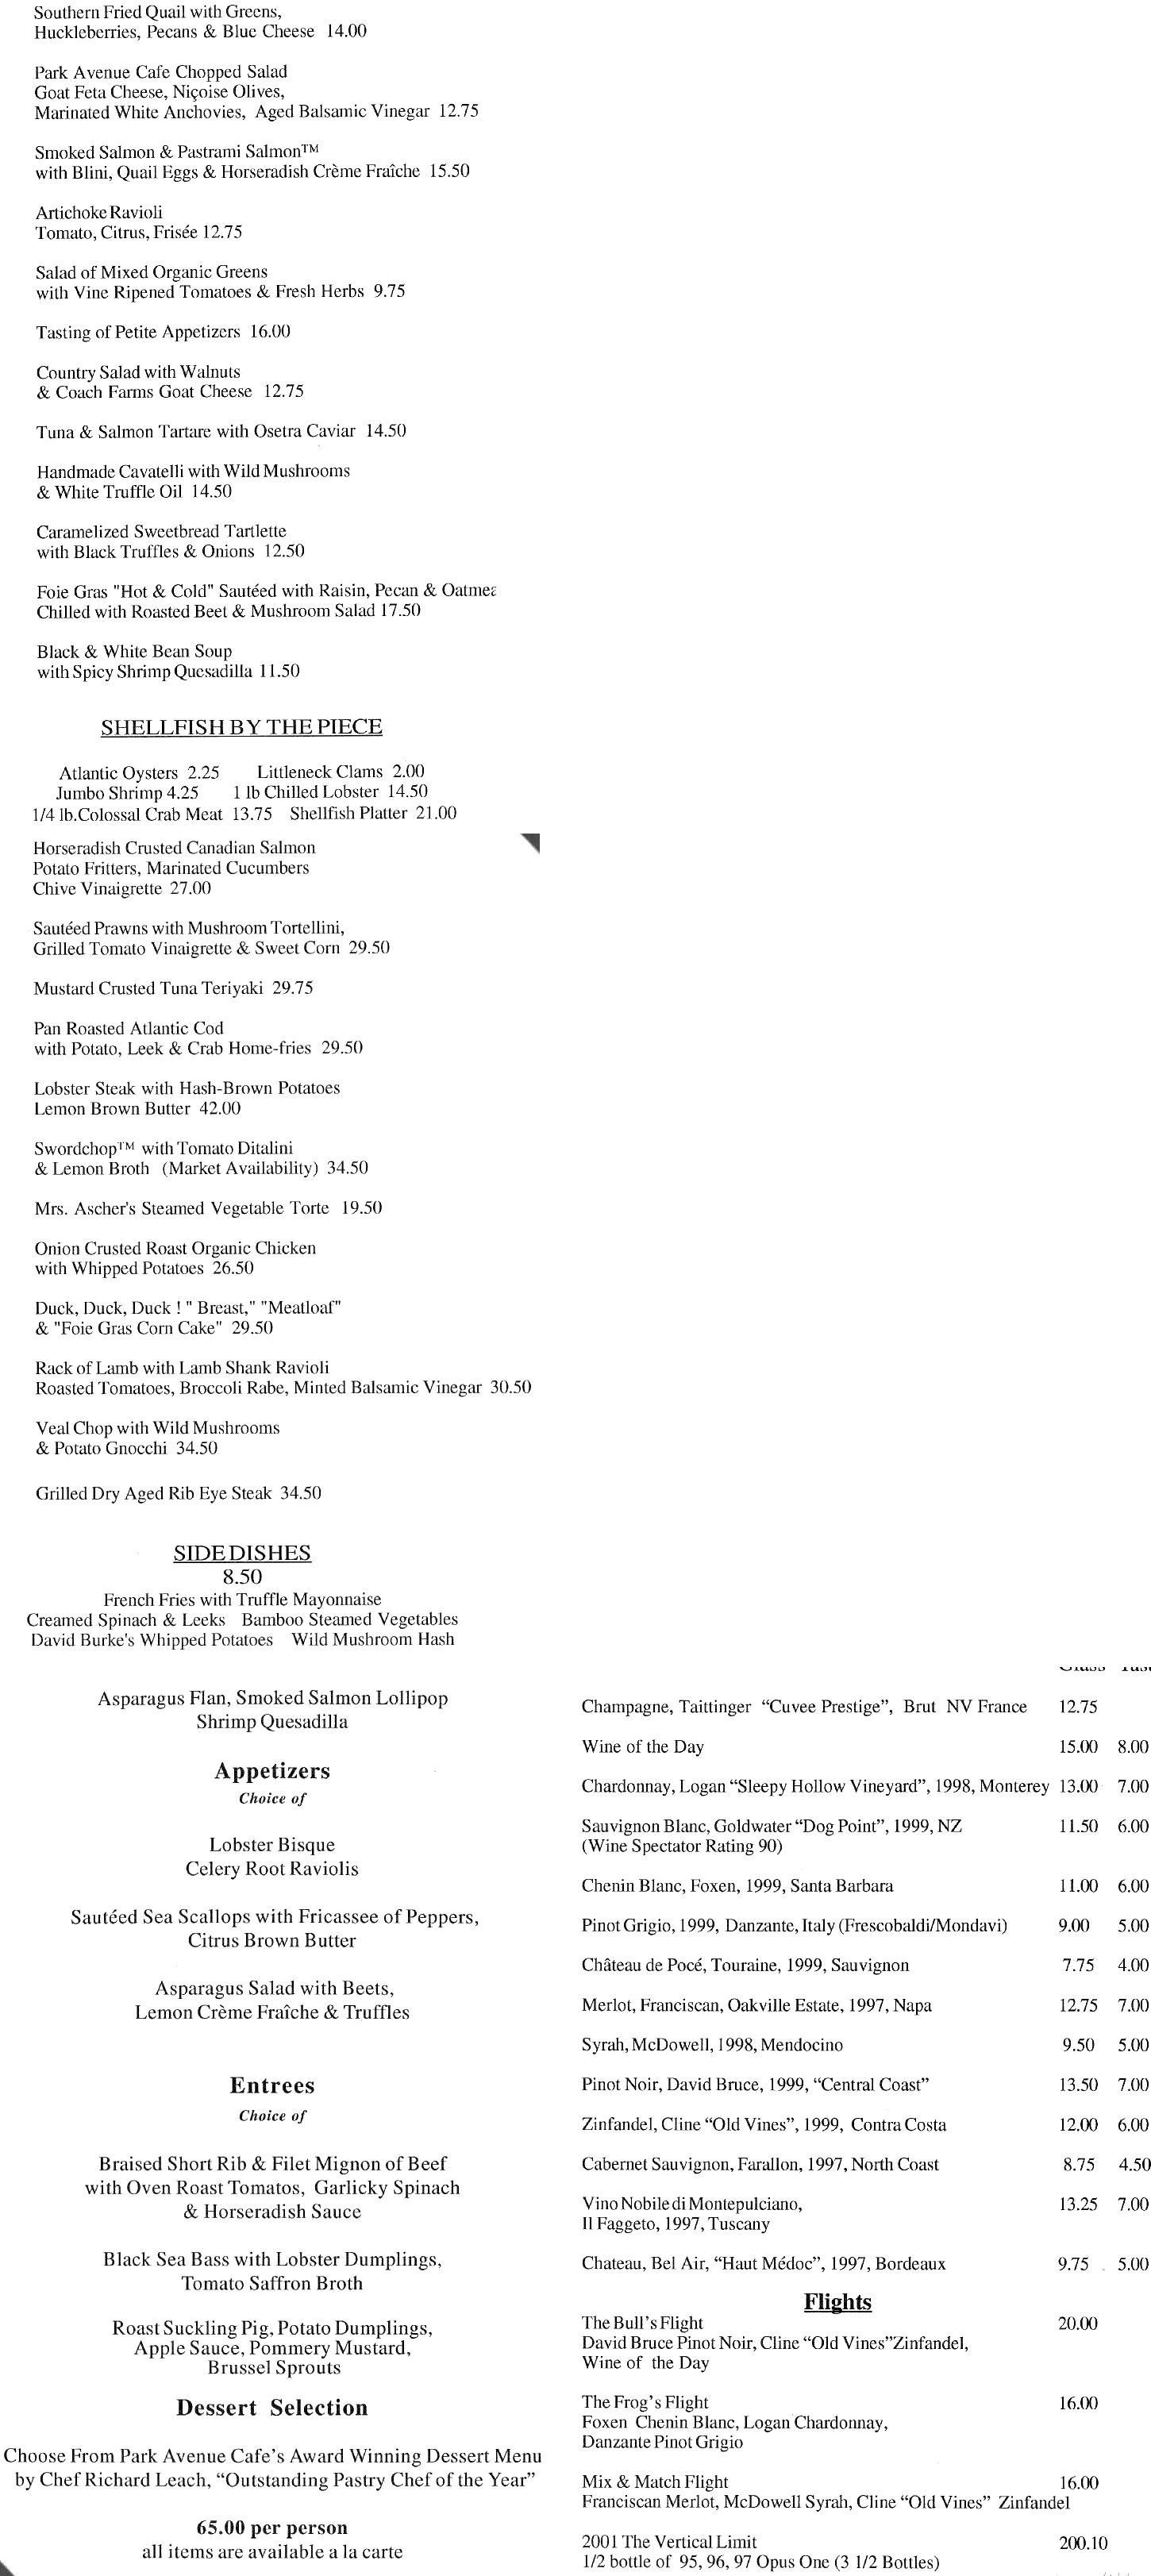 Southern Fried Quail with Greens,
Huckleberries, Pecans & Blue Cheese 14.00
Park Avenue Cafe Chopped Salad
Goat Feta Cheese, Niçoise Olives,
Marinated White Anchovies, Aged Balsamic Vinegar 12.75
Smoked Salmon & Pastrami Salmon™
with Blini, Quail Eggs & Horseradish Crème Fraîche 15.50
Artichoke Ravioli
Tomato, Citrus, Frisée 12.75
Salad of Mixed Organic Greens
with Vine Ripened Tomatoes & Fresh Herbs 9.75
Tasting of Petite Appetizers 16.00
Country Salad with Walnuts
& Coach Farms Goat Cheese 12.75
Tuna & Salmon Tartare with Osetra Caviar 14.50
Handmade Cavatelli with Wild Mushrooms
& White Truffle Oil 14.50
Caramelized Sweetbread Tartlette
with Black Truffles & Onions 12.50
Foie Gras "Hot & Cold" Sautéed with Raisin, Pecan &
Chilled with Roasted Beet & Mushroom Salad 17.50
Black & White Bean Soup
with Spicy Shrimp Quesadilla 11.50
SHELLFISH BY THE PIECE
Atlantic Oysters 2.25 Littleneck Clams 2.00
Jumbo Shrimp 4.25 1 lb Chilled Lobster 14.50
1/4 lb.Colossal Crab Meat 13.75 Shellfish Platter 21.00
Horseradish Crusted Canadian Salmon
Potato Fritters, Marinated Cucumbers
Chive Vinaigrette 27.00
Sautéed Prawns with Mushroom Tortellini,
Grilled Tomato Vinaigrette & Sweet Corn 29.50
Mustard Crusted Tuna Teriyaki 29.75
Pan Roasted Atlantic Cod
with Potato, Leek & Crab Home-fries 29.50
Lobster Steak with Hash-Brown Potatoes
Lemon Brown Butter 42.00
Swordchop™ with Tomato Ditalini
& Lemon Broth (Market Availability) 34.50
Mrs. Ascher's Steamed Vegetable Torte 19.50
Onion Crusted Roast Organic Chicken
with Whipped Potatoes 26.50
Duck, Duck, Duck ! " Breast," "Meatloaf"
& "Foie Gras Corn Cake" 29.50
Rack of Lamb with Lamb Shank Ravioli
Roasted Tomatoes, Broccoli Rabe, Minted Balsamic Vinegar 30.50
Veal Chop with Wild Mushrooms
& Potato Gnocchi 34.50
Grilled Dry Aged Rib Eye Steak 34.50
SIDE DISHES
8.50
French Fries with Truffle Mayonnaise
Creamed Spinach & Leeks Bamboo Steamed Vegetables
David Burke's Whipped Potatoes Wild Mushroom Hash
Asparagus Flan, Smoked Salmon Lollipop
Shrimp Quesadilla
Appetizers
Choice of
Lobster Bisque
Celery Root Raviolis
Sautéed Sea Scallops with Fricassee of Peppers,
Citrus Brown Butter
Asparagus Salad with Beets,
Lemon Crème Fraîche & Truffles
Entrees
Choice of
Braised Short Rib & Filet Mignon of Beef
with Oven Roast Tomatos, Garlicky Spinach
& Horseradish Sauce
Black Sea Bass with Lobster Dumplings,
Tomato Saffron Broth
Roast Suckling Pig, Potato Dumplings,
Apple Sauce, Pommery Mustard,
Brussel Sprouts
Dessert Selection
Choose From Park Avenue Cafe's Award Winning Dessert Menu
by Chef Richard Leach, “Outstanding Pastry Chef of the Year”
65.00 per person
all items are available a la carte
Champagne, Taittinger “Cuvee Prestige”, Brut NV France 12.75
Wine of the Day 15.00 8.00
Chardonnay, Logan “Sleepy Hollow Vineyard”, 1998, Monterey 13.00 7.00
Sauvignon Blanc, Goldwater “Dog Point”, 1999, NZ 11.50 6.00
(Wine Spectator Rating 90)
Chenin Blanc, Foxen, 1999, Santa Barbara 11.00 6.00
Pinot Grigio, 1999, Danzante, Italy (Frescobaldi/Mondavi) 9.00 5.00
Château de Pocé, Touraine, 1999, Sauvignon 7.75 4.00
Merlot, Franciscan, Oakville Estate, 1997, Napa 12.75 7.00
Syrah, McDowell, 1998, Mendocino 9.50 5.00
Pinot Noir, David Bruce, 1999, “Central Coast” 13.50 7.00
Zinfandel, Cline “Old Vines”, 1999, Contra Costa 12.00 6.00
Cabernet Sauvignon, Farallon, 1997, North Coast 8.75 4.50
Vino Nobile di Montepulciano, 13.25 7.00
Il Faggeto, 1997, Tuscany
Chateau, Bel Air, “Haut Médoc”, 1997, Bordeaux 9.75 5.00
Flights
The Bull's Flight 20.00
David Bruce Pinot Noir, Cline “Old Vines”Zinfandel,
Wine of the Day
The Frog's Flight 16.00
Foxen Chenin Blanc, Logan Chardonnay,
Danzante Pinot Grigio
Mix & Match Flight 16.00
Franciscan Merlot, McDowell Syrah, Cline “Old Vines” Zinfandel
2001 The Vertical Limit 200.10
1/2 bottle of 95, 96, 97 Opus One (3 1/2 Bottles)